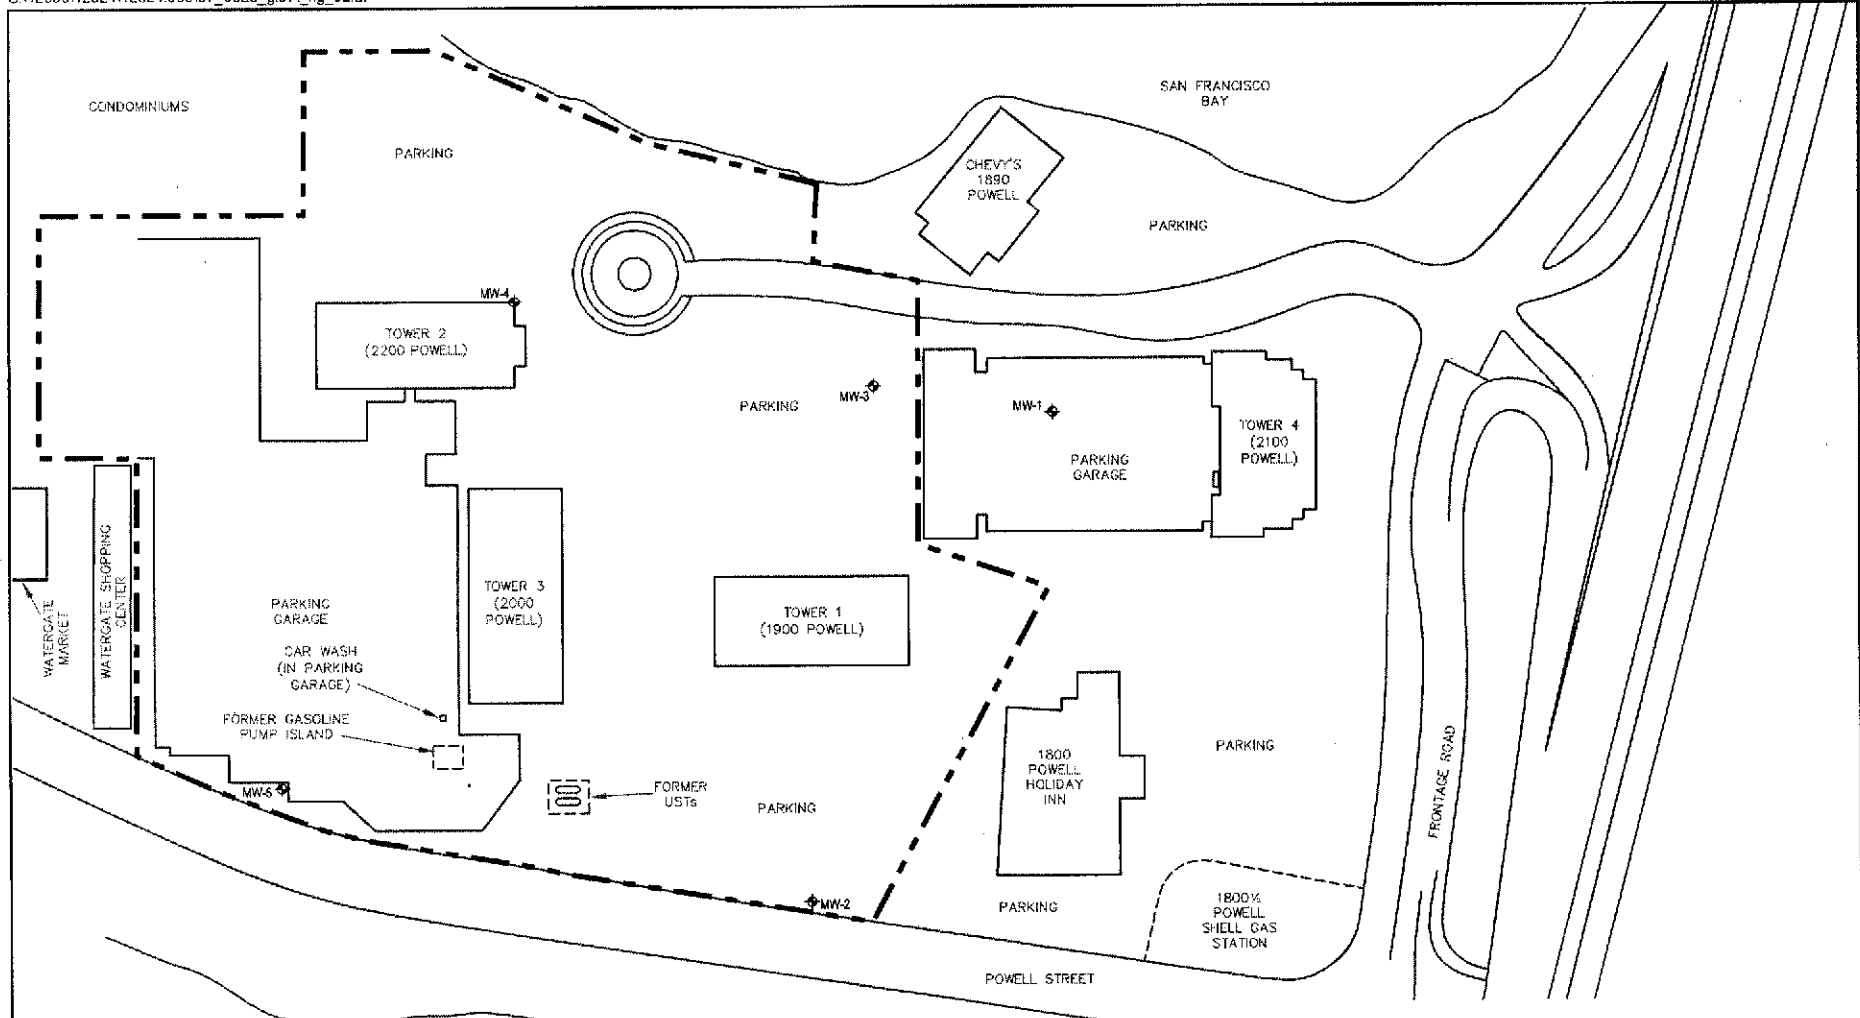 SAN FRANCISCO
BAY
CONDOMINIUMS
PARKING
CHEVY'S
1890
POWELL
PARKING
MW-4
TOWER 2
(2200 POWELL)
MW-3
PARKING
MW-1
TOWER 4
(2100
POWELL)
PARKING
GARAGE
WATERGATE SHOPPING
CENTER
WATERGATE
MARKET
PARKING
GARAGE
TOWER 3
(2000
POWELL)
TOWER 1
(1900 POWELL)
CAR WASH
(IN PARKING
GARAGE)
FORMER GASOLINE
PUMP ISLAND
MW-5
FORMER
USTs
PARKING
1800
POWELL
HOLIDAY
INN
PARKING
FRONTAGE ROAD
MW-2
PARKING
1800½
POWELL
SHELL GAS
STATION
POWELL STREET